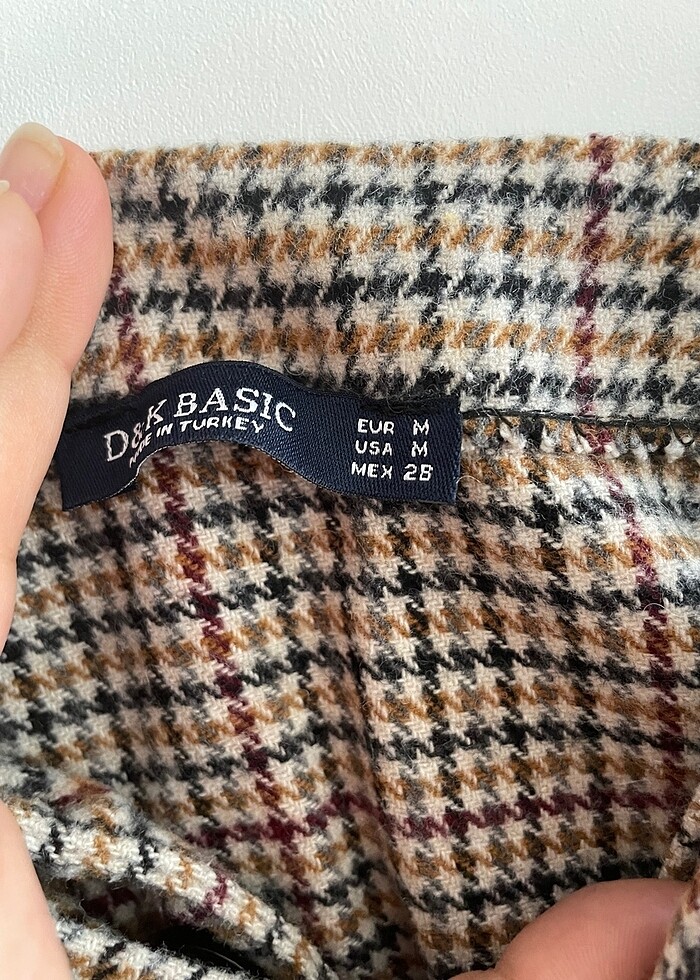 D&K BASIC
MADE IN TURKEY
EUR M
USA M
MEX 28